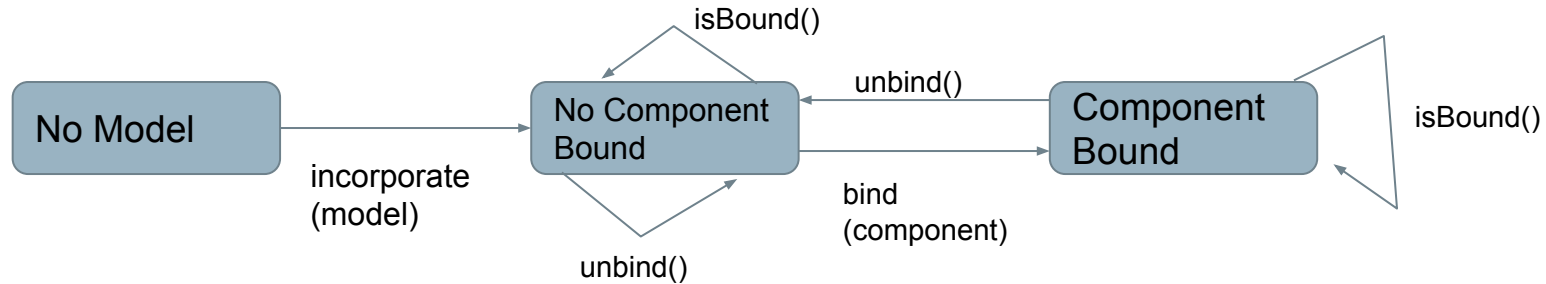 isBound()
No Model
incorporate
(model)
No Component
Bound
unbind()
unbind()
bind
(component)
Component
Bound
isBound()